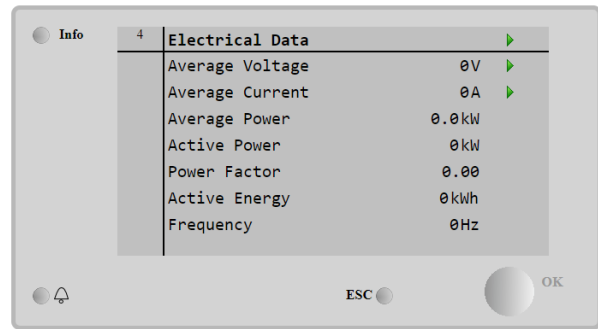 Info
4 Electrical Data
Average Voltage 0V
Average Current 0A
Average Power 0.0kW
Active Power 0kW
Power Factor 0.00
Active Energy 0kWh
Frequency 0Hz
ESC
OK